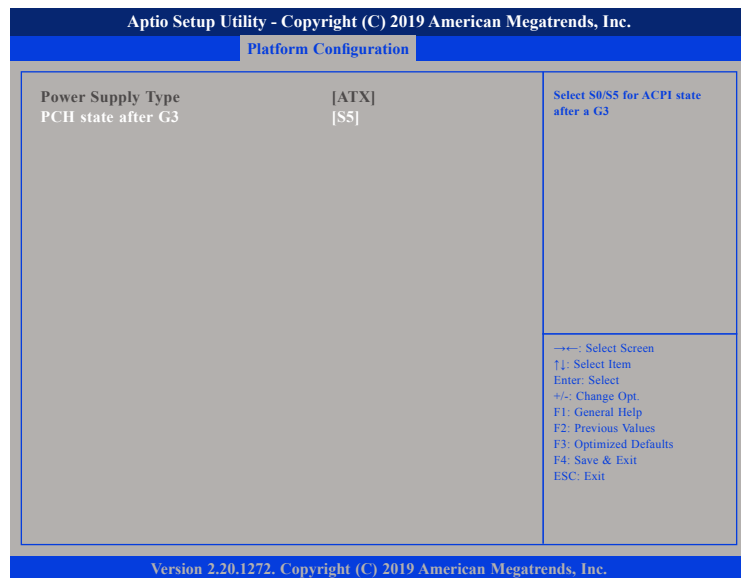 Aptio Setup Utility - Copyright (C) 2019 American Megatrends, Inc.
Platform Configuration
Power Supply Type [ATX]
PCH state after G3 [S5]
Select S0/S5 for ACPI state
after a G3
→←: Select Screen
↑↓: Select Item
Enter: Select
+/-: Change Opt.
F1: General Help
F2: Previous Values
F3: Optimized Defaults
F4: Save & Exit
ESC: Exit
Version 2.20.1272. Copyright (C) 2019 American Megatrends, Inc.